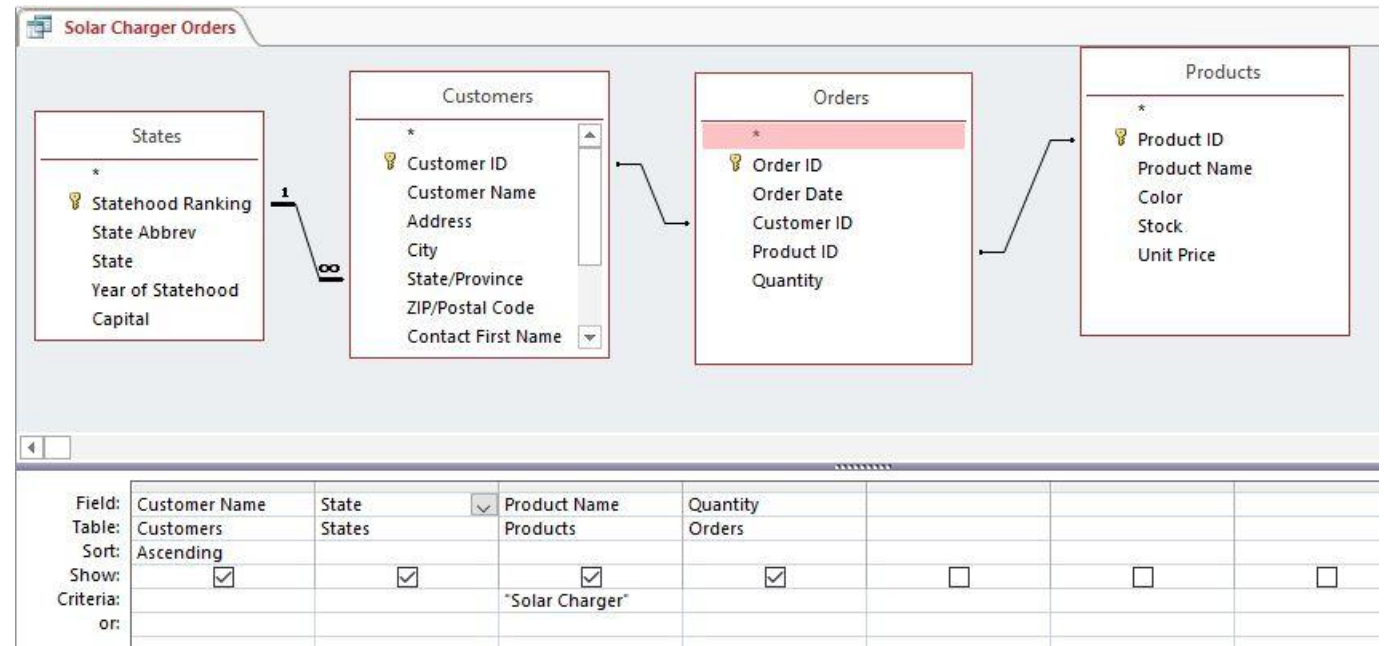 Solar Charger Orders
States
*
Statehood Ranking
State Abbrev
State
Year of Statehood
Capital
1
∞
Customers
*
Customer ID
Customer Name
Address
City
State/Province
ZIP/Postal Code
Contact First Name
Orders
*
Order ID
Order Date
Customer ID
Product ID
Quantity
Products
*
Product ID
Product Name
Color
Stock
Unit Price
Field: Customer Name State Product Name Quantity
Table: Customers States Products Orders
Sort: Ascending
Show:
Criteria: "Solar Charger"
or: